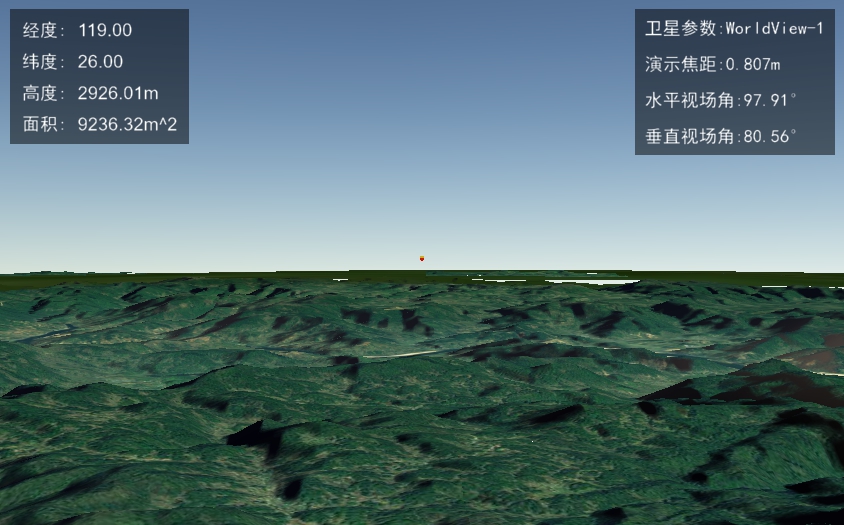 经度: 119.00
纬度: 26.00
高度: 2926.01m
面积: 9236.32m^2
卫星参数:WorldView-1
演示焦距:0.807m
水平视场角:97.91°
垂直视场角:80.56°